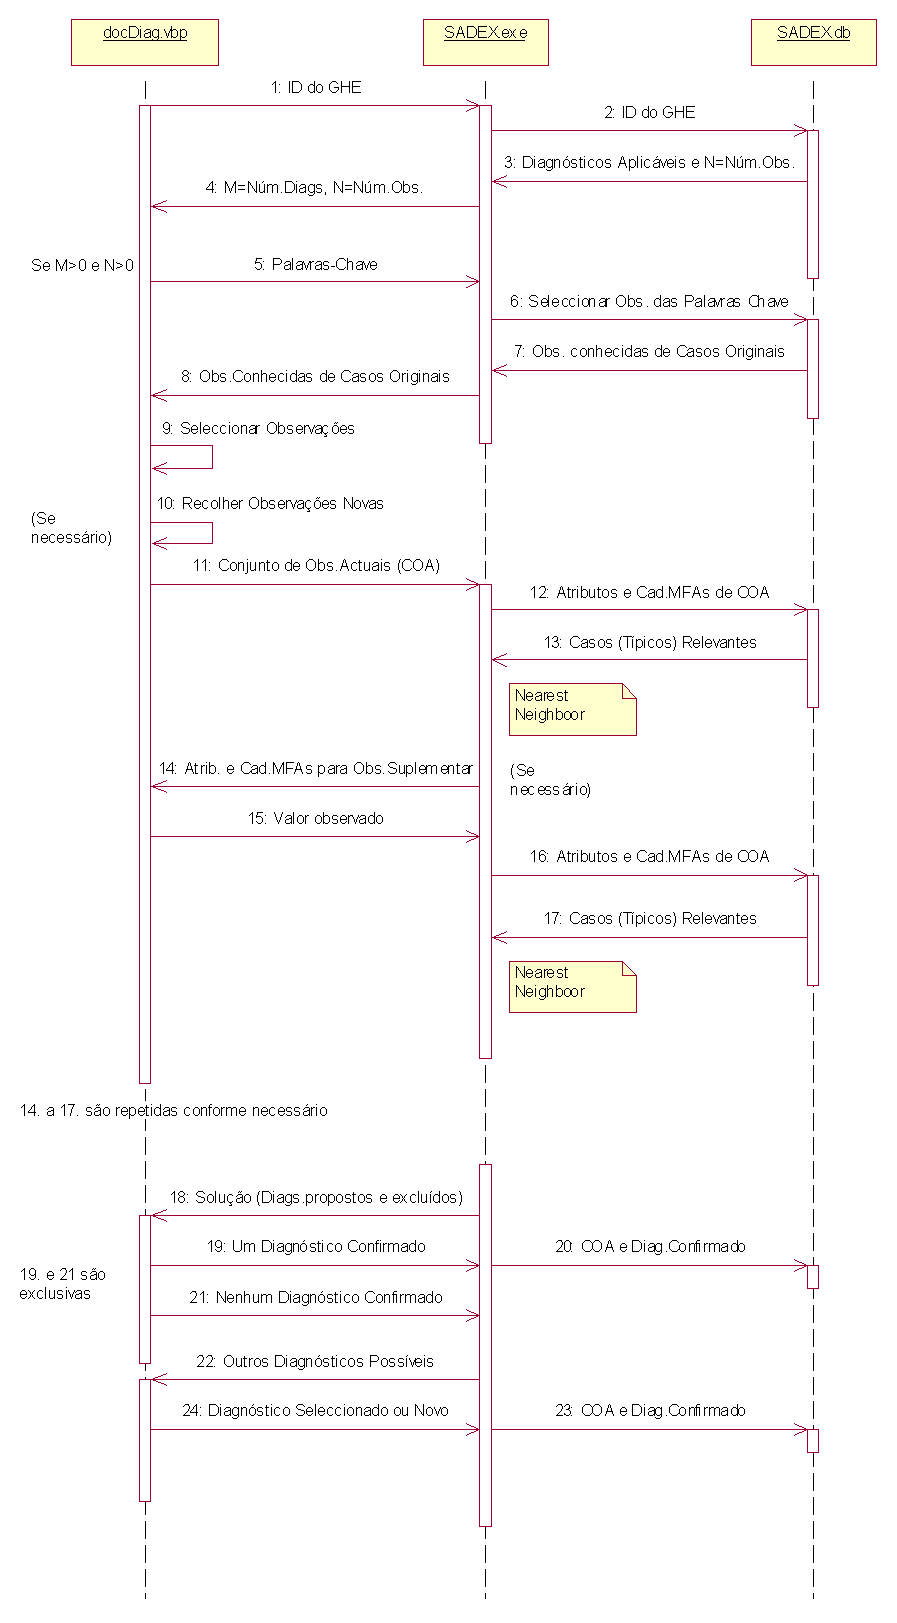 docDiag.vbp
SADEX.exe
SADEX.db
1: ID do GHE
2: ID do GHE
3: Diagnósticos Aplicáveis e N=Núm.Obs.
4: M=Núm.Diags, N=Núm.Obs.
Se M>0 e N>0
5: Palavras-Chave
6: Seleccionar Obs. das Palavras Chave
7: Obs. conhecidas de Casos Originais
8: Obs.Conhecidas de Casos Originais
9: Seleccionar Observações
10: Recolher Observações Novas
(Se
necessário)
11: Conjunto de Obs.Actuais (COA)
12: Atributos e Cad.MFAs de COA
13: Casos (Típicos) Relevantes
Nearest
Neighboor
14: Atrib. e Cad.MFAs para Obs.Suplementar
(Se
necessário)
15: Valor observado
16: Atributos e Cad.MFAs de COA
17: Casos (Típicos) Relevantes
Nearest
Neighboor
14. a 17. são repetidas conforme necessário
18: Solução (Diags.propostos e excluídos)
19: Um Diagnóstico Confirmado
20: COA e Diag.Confirmado
19. e 21 são
exclusivas
21: Nenhum Diagnóstico Confirmado
22: Outros Diagnósticos Possíveis
24: Diagnóstico Seleccionado ou Novo
23: COA e Diag.Confirmado